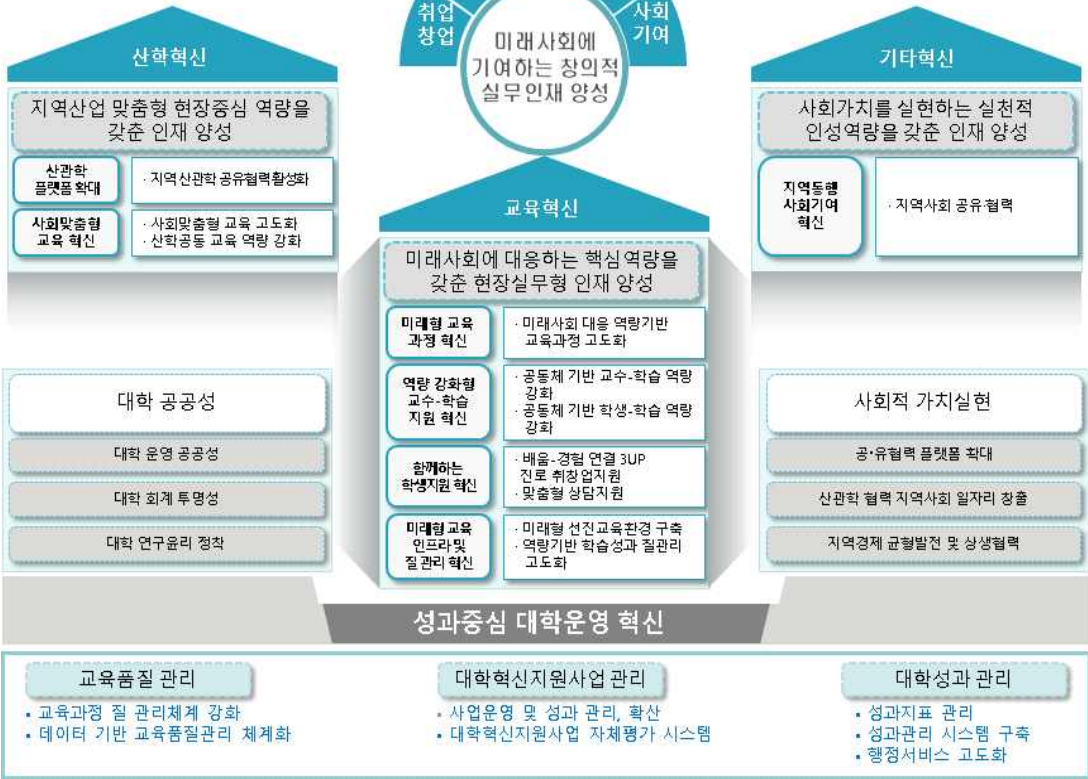 취업
창업
사회
기여
미래사회에
기여하는 창의적
실무인재 양성
산학혁신
지역산업 맞춤형 현장중심 역량을
갖춘 인재 양성
산관학
플랫폼 확대
· 지역 산관학 공유협력 활성화
사회맞춤형
교육 혁신
· 사회맞춤형 교육 고도화
· 산학공동 교육 역량 강화
교육혁신
미래사회에 대응하는 핵심역량을
갖춘 현장실무형 인재 양성
미래형 교육
과정 혁신
· 미래사회 대응 역량기반
교육과정 고도화
역량 강화형
교수-학습
지원 혁신
· 공동체 기반 교수-학습 역량
강화
· 공동체 기반 학생-학습 역량
강화
함께하는
학생지원 혁신
· 배움-경험 연결 3UP
진로 취창업지원
· 맞춤형 상담지원
미래형 교육
인프라 및
질 관리 혁신
· 미래형 선진교육환경 구축
· 역량기반 학습성과 질관리
고도화
기타혁신
사회가치를 실현하는 실천적
인성역량을 갖춘 인재 양성
지역동행
사회기여
혁신
· 지역사회 공유·협력
대학 공공성
대학 운영 공공성
대학 회계 투명성
대학 연구윤리 정착
사회적 가치실현
공·유협력 플랫폼 확대
산관학 협력 지역사회 일자리 창출
지역경제 균형발전 및 상생협력
성과중심 대학운영 혁신
교육품질 관리
• 교육과정 질 관리체계 강화
• 데이터 기반 교육품질관리 체계화
대학혁신지원사업 관리
• 사업운영 및 성과 관리, 확산
• 대학혁신지원사업 자체평가 시스템
대학성과 관리
• 성과지표 관리
• 성과관리 시스템 구축
• 행정서비스 고도화